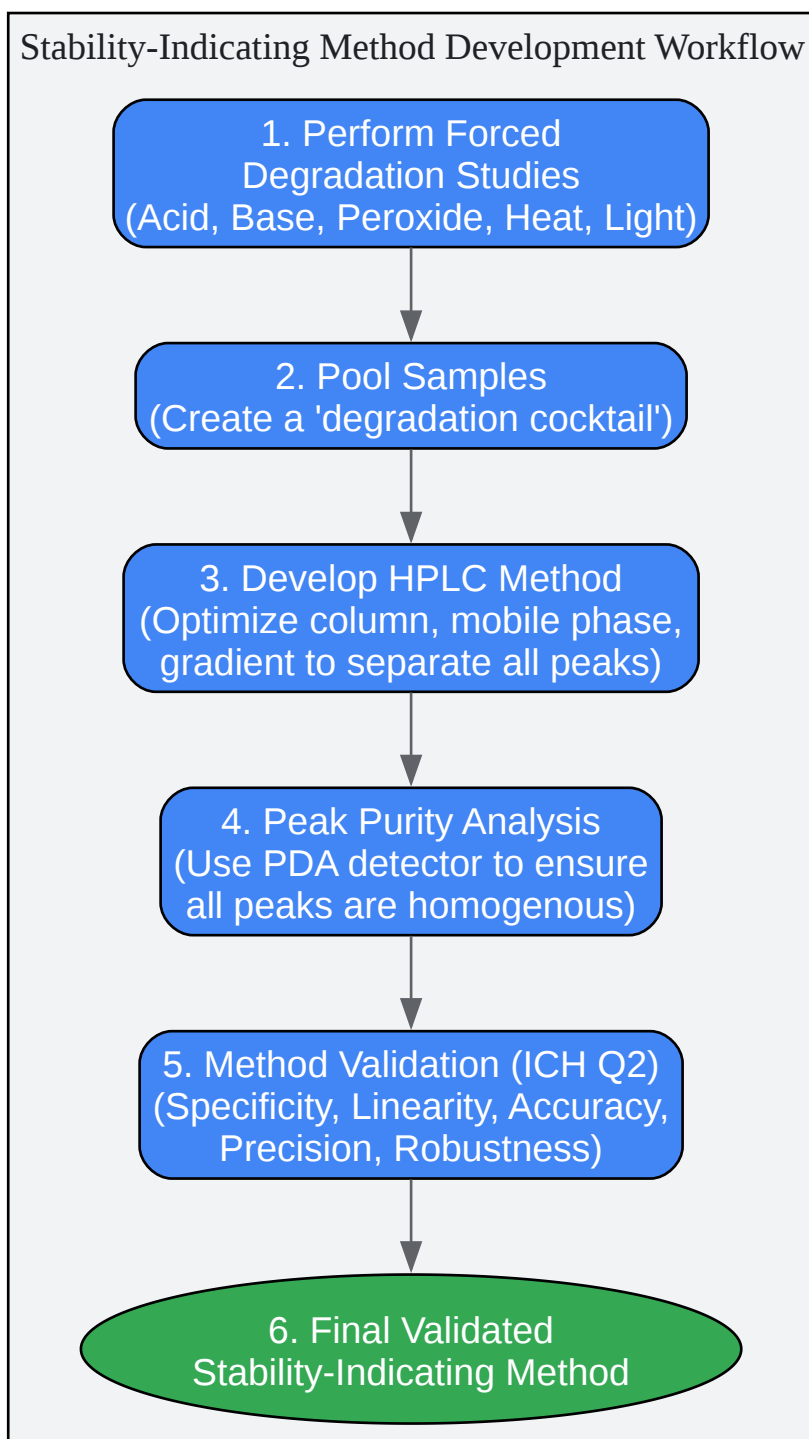 Stability-Indicating Method Development Workflow
1. Perform Forced
Degradation Studies
(Acid, Base, Peroxide, Heat, Light)
2. Pool Samples
(Create a 'degradation cocktail')
3. Develop HPLC Method
(Optimize column, mobile phase,
gradient to separate all peaks)
4. Peak Purity Analysis
(Use PDA detector to ensure
all peaks are homogenous)
5. Method Validation (ICH Q2)
(Specificity, Linearity, Accuracy,
Precision, Robustness)
6. Final Validated
Stability-Indicating Method